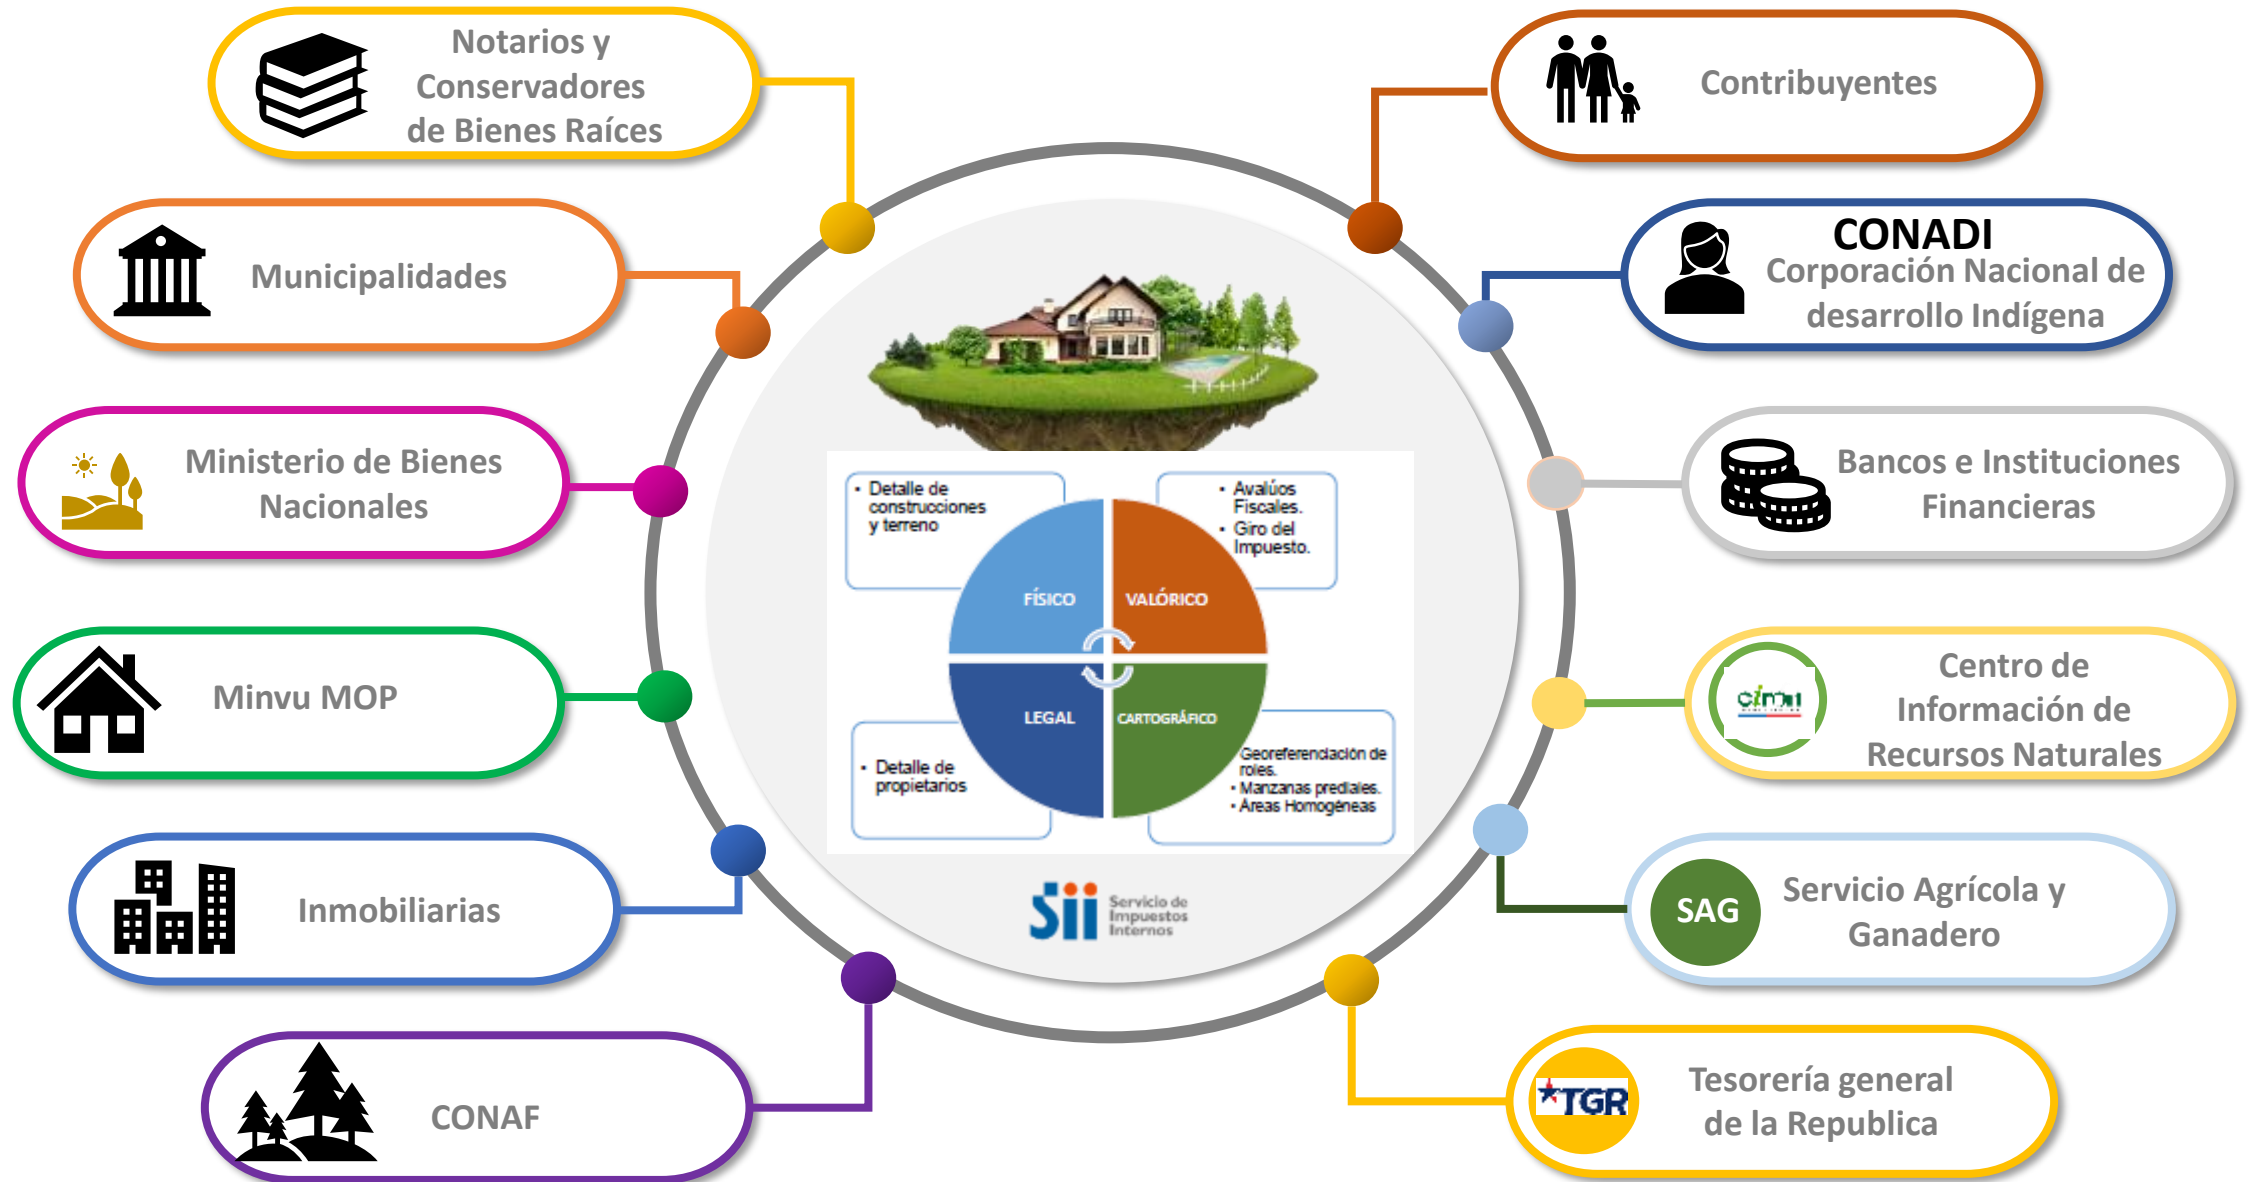 Notarios y
Conservadores
de Bienes Raíces
Municipalidades
Ministerio de Bienes
Nacionales
Minvu MOP
Inmobiliarias
CONAF
• Detalle de
construcciones
y terreno
• Avalúos
Fiscales.
• Giro del
Impuesto.
FÍSICO
VALÓRICO
LEGAL
CARTOGRÁFICO
• Detalle de
propietarios
Georeferenciación de
roles.
• Manzanas prediales.
• Areas Homogéneas
Sii
Servicio de
Impuestos
Internos
Contribuyentes
CONADI
Corporación Nacional de
desarrollo Indígena
Bancos e Instituciones
Financieras
Centro de
Información de
Recursos Naturales
SAG
Servicio Agrícola y
Ganadero
TGR
Tesorería general
de la Republica